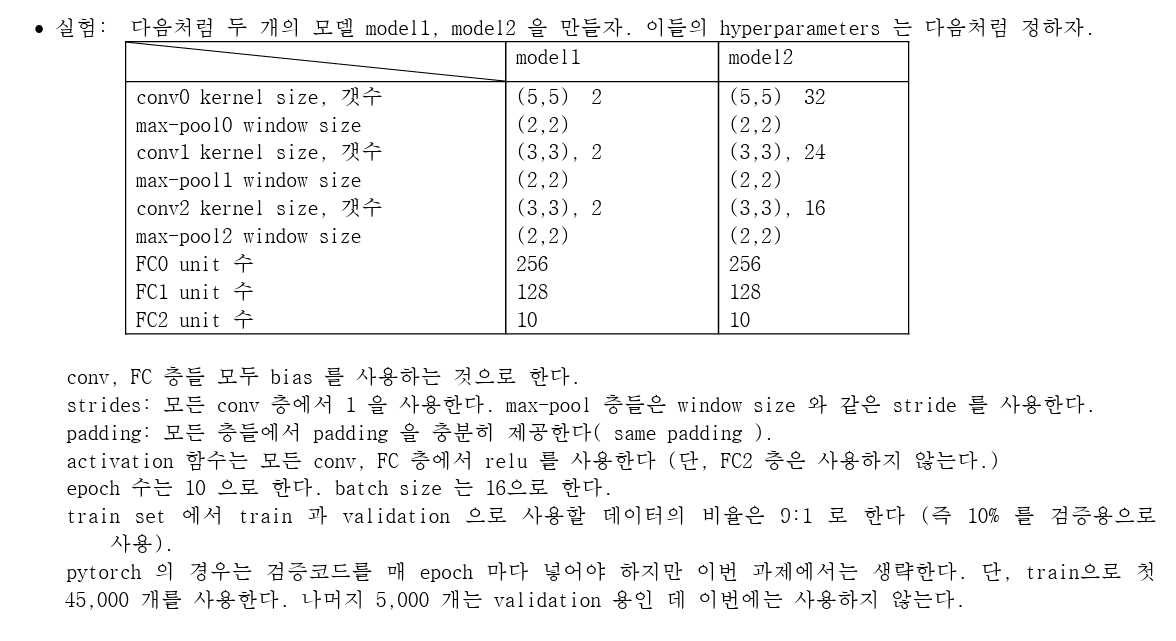 • 실험: 다음처럼 두 개의 모델 model1, model2 을 만들자. 이들의 hyperparameters 는 다음처럼 정하자.
model1 model2
conv0 kernel size, 갯수 (5,5) 2 (5,5) 32
max-pool0 window size (2,2) (2,2)
conv1 kernel size, 갯수 (3,3), 2 (3,3), 24
max-pool1 window size (2,2) (2,2)
conv2 kernel size, 갯수 (3,3), 2 (3,3), 16
max-pool2 window size (2,2) (2,2)
FC0 unit 수 256 256
FC1 unit 수 128 128
FC2 unit 수 10 10
conv, FC 층들 모두 bias 를 사용하는 것으로 한다.
strides: 모든 conv 층에서 1 을 사용한다. max-pool 층들은 window size 와 같은 stride 를 사용한다.
padding: 모든 층들에서 padding 을 충분히 제공한다( same padding ).
activation 함수는 모든 conv, FC 층에서 relu 를 사용한다 (단, FC2 층은 사용하지 않는다.)
epoch 수는 10 으로 한다. batch size 는 16으로 한다.
train set 에서 train 과 validation 으로 사용할 데이터의 비율은 9:1 로 한다 (즉 10% 를 검증용으로
사용).
pytorch 의 경우는 검증코드를 매 epoch 마다 넣어야 하지만 이번 과제에서는 생략한다. 단, train으로 첫
45,000 개를 사용한다. 나머지 5,000 개는 validation 용인 데 이번에는 사용하지 않는다.